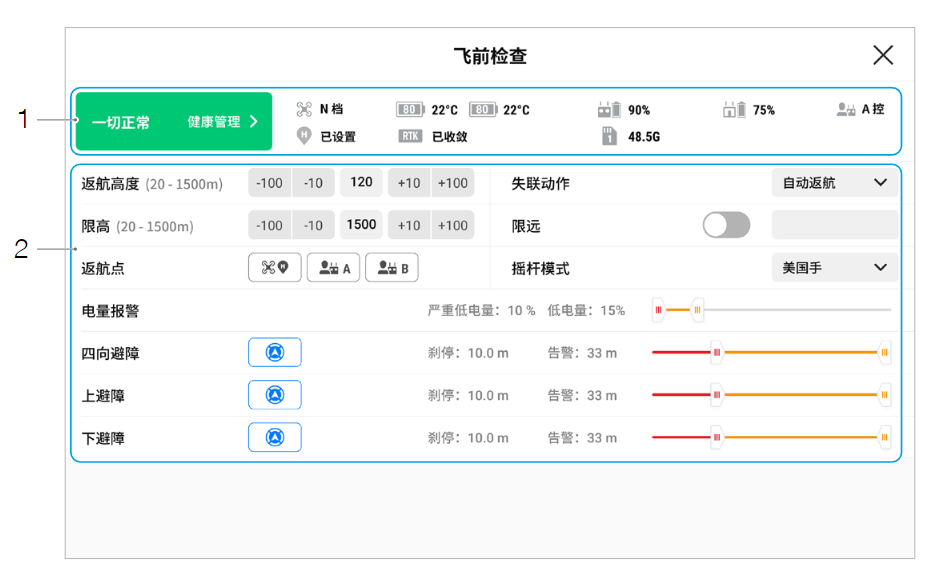 飞前检查
1
一切正常 健康管理
N 档 80 22°C 80 22°C 90% 75% A 控
H 已设置 RTK 已收敛 1 48.5G
2
返航高度 (20 - 1500m) -100 -10 120 +10 +100 失联动作 自动返航
限高 (20 - 1500m) -100 -10 1500 +10 +100 限远
返航点 H A B 摇杆模式 美国手
电量报警 严重低电量：10 % 低电量：15%
四向避障 刹停：10.0 m 告警：33 m
上避障 刹停：10.0 m 告警：33 m
下避障 刹停：10.0 m 告警：33 m